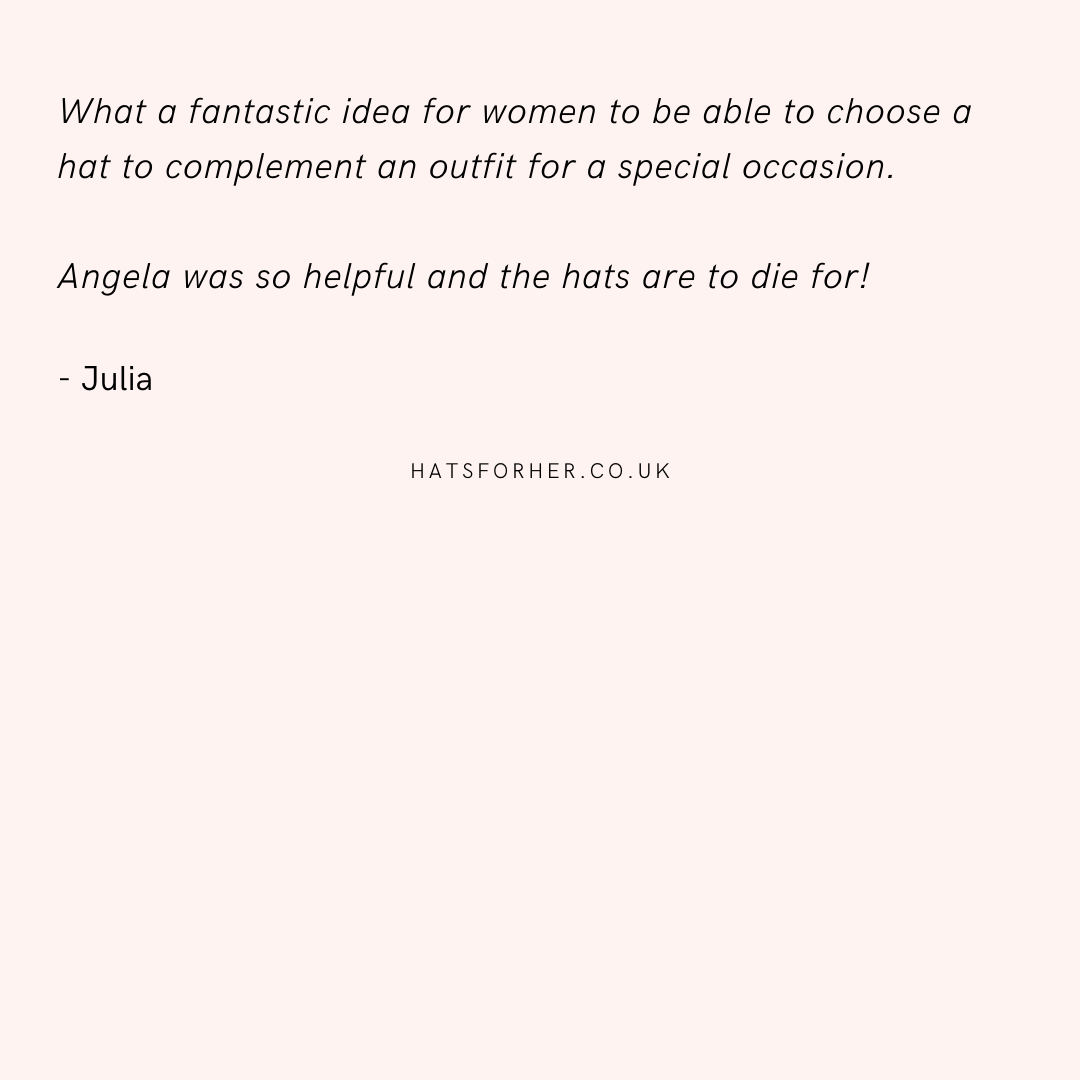 What a fantastic idea for women to be able to choose a
hat to complement an outfit for a special occasion.
Angela was so helpful and the hats are to die for!
- Julia
HATSFORHER.CO.UK